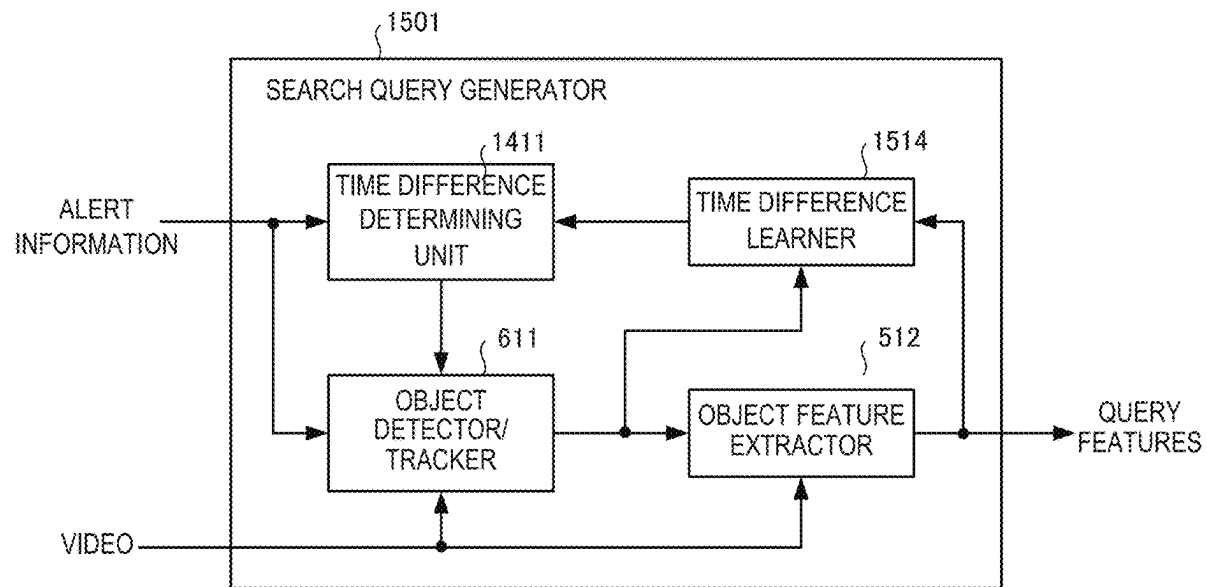 1501
SEARCH QUERY GENERATOR
1411
1514
TIME DIFFERENCE
DETERMINING
UNIT
TIME DIFFERENCE
LEARNER
ALERT
INFORMATION
611
512
OBJECT
DETECTOR/
TRACKER
OBJECT FEATURE
EXTRACTOR
QUERY
FEATURES
VIDEO